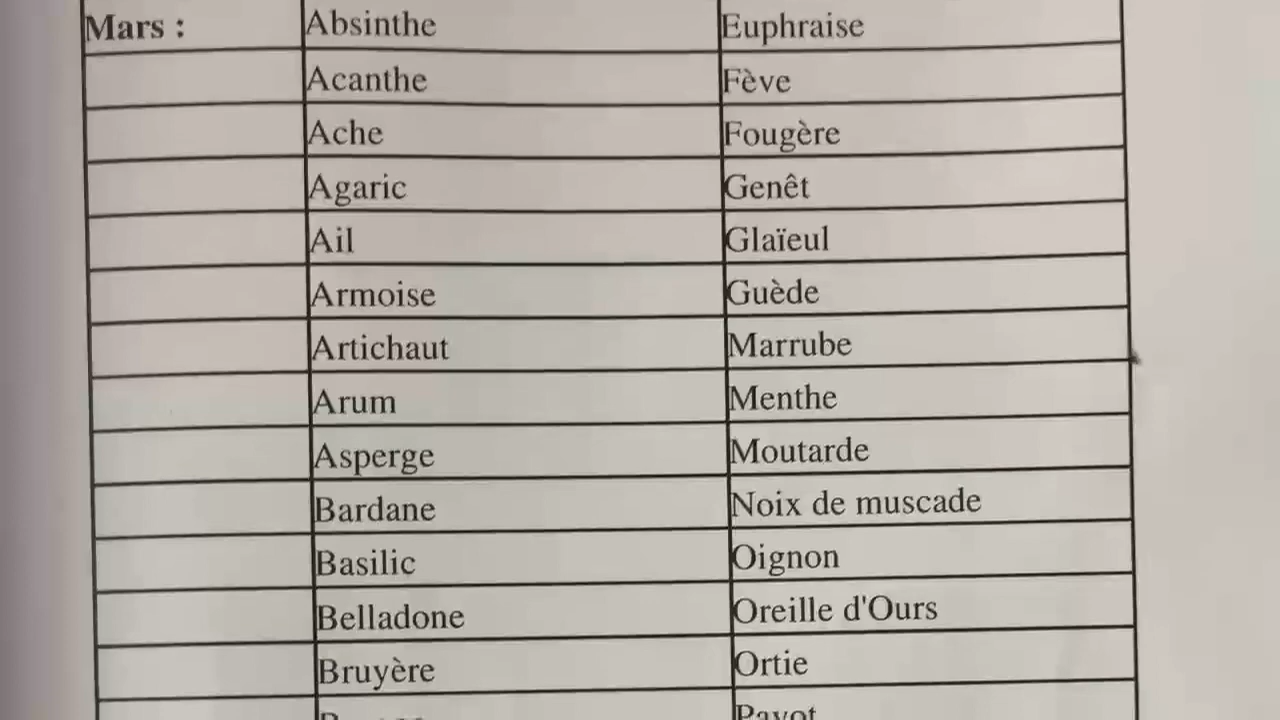 Mars : Absinthe Euphraise
Acanthe Fève
Ache Fougère
Agaric Genêt
Ail Glaïeul
Armoise Guède
Artichaut Marrube
Arum Menthe
Asperge Moutarde
Bardane Noix de muscade
Basilic Oignon
Belladone Oreille d'Ours
Bruyère Ortie
Pavot